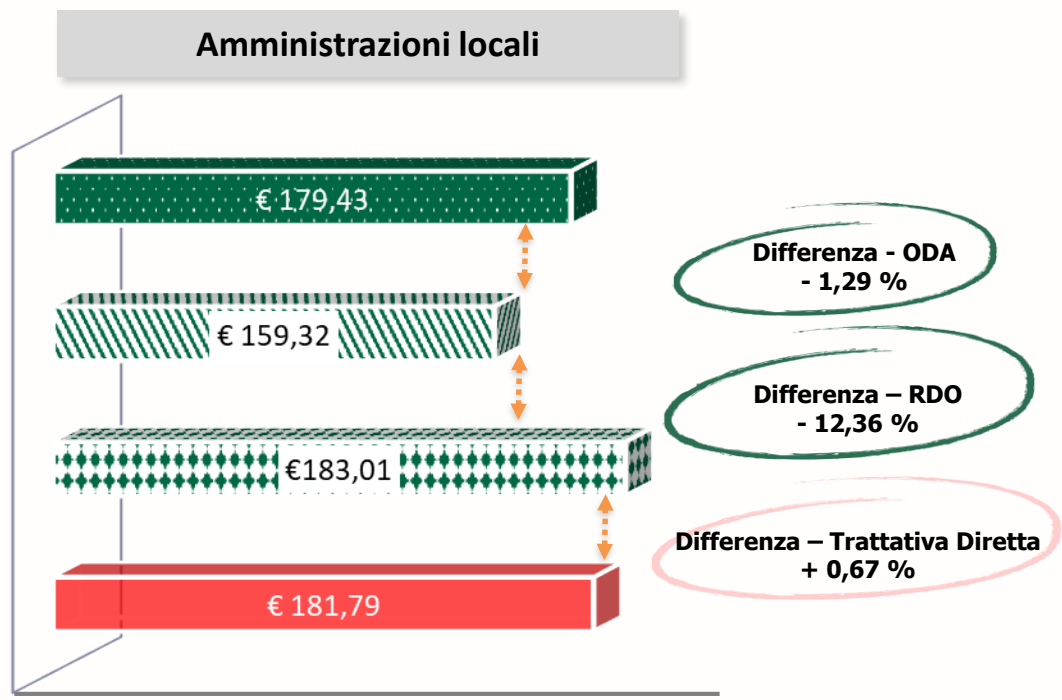 Amministrazioni locali
€ 179,43
Differenza - ODA
- 1,29 %
€ 159,32
Differenza – RDO
- 12,36 %
€183,01
Differenza – Trattativa Diretta
+ 0,67 %
€ 181,79